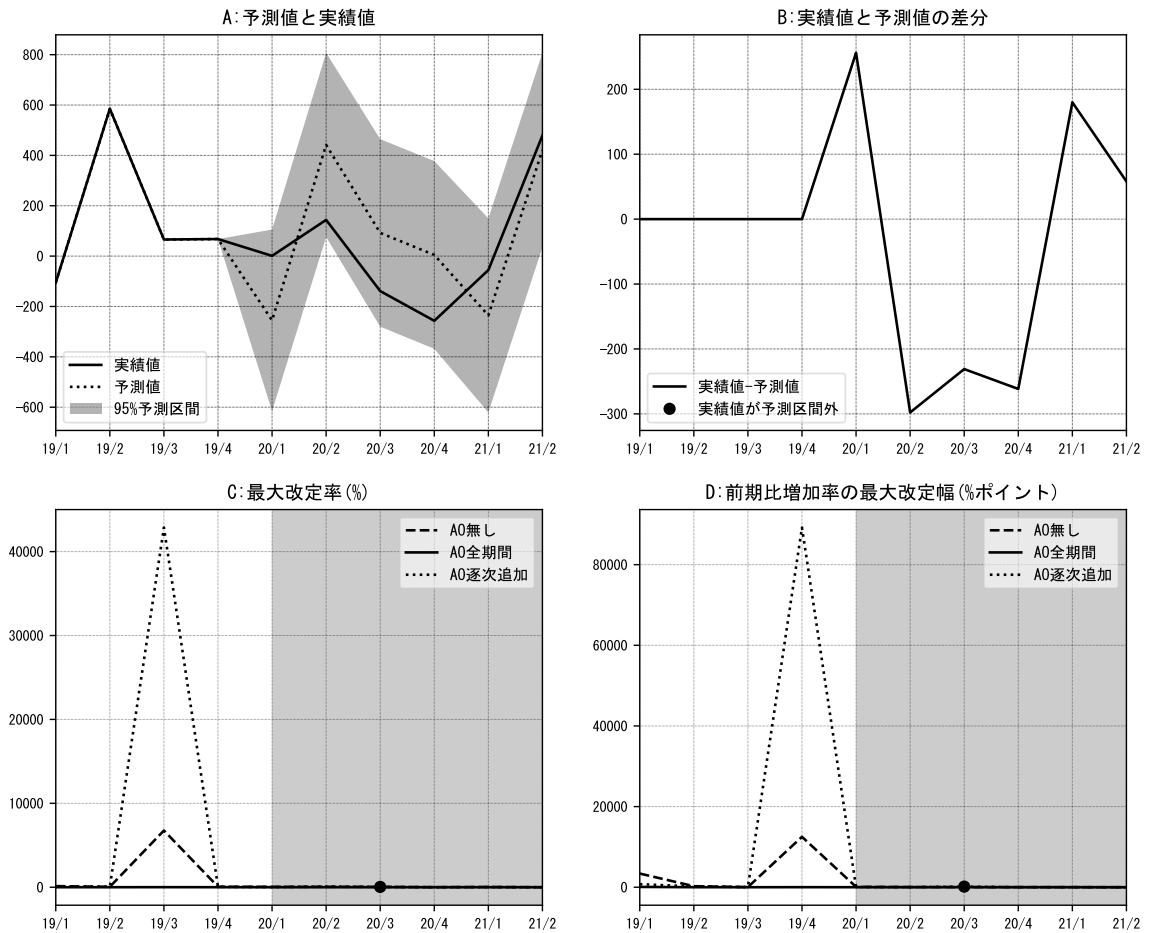 A:予測値と実績値
800
600
400
200
0
−200
−400
−600
実績値
予測値
95%予測区間
19/1 19/2 19/3 19/4 20/1 20/2 20/3 20/4 21/1 21/2
B:実績値と予測値の差分
200
100
0
−100
−200
−300
実績値-予測値
実績値が予測区間外
19/1 19/2 19/3 19/4 20/1 20/2 20/3 20/4 21/1 21/2
C:最大改定率(%)
40000
30000
20000
10000
0
AO無し
AO全期間
AO逐次追加
19/1 19/2 19/3 19/4 20/1 20/2 20/3 20/4 21/1 21/2
D:前期比増加率の最大改定幅(%ポイント)
80000
60000
40000
20000
0
AO無し
AO全期間
AO逐次追加
19/1 19/2 19/3 19/4 20/1 20/2 20/3 20/4 21/1 21/2